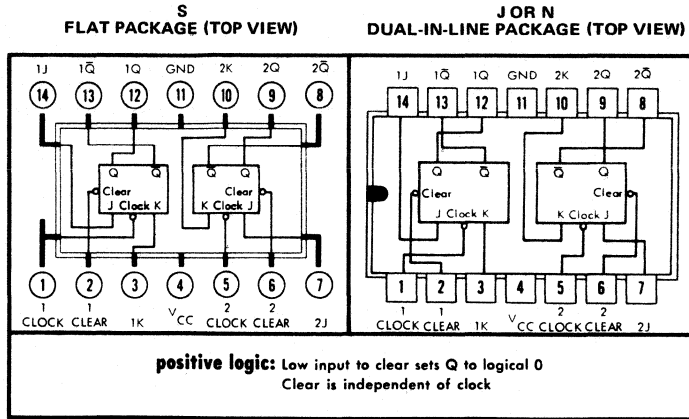 S
FLAT PACKAGE (TOP VIEW)
1J 1Q̅ 1Q GND 2K 2Q 2Q̅
14 13 12 11 10 9 8
Q Q̅ Q̅ Q
Clear Clear
J Clock K K Clock J
1 2 3 4 5 6 7
1 1 2 2
CLOCK CLEAR 1K VCC CLOCK CLEAR 2J
J OR N
DUAL-IN-LINE PACKAGE (TOP VIEW)
1J 1Q̅ 1Q GND 2K 2Q 2Q̅
14 13 12 11 10 9 8
Q Q̅ Q̅ Q
Clear Clear
J Clock K K Clock J
1 2 3 4 5 6 7
1 1 2 2
CLOCK CLEAR 1K VCC CLOCK CLEAR 2J
positive logic: Low input to clear sets Q to logical 0
Clear is independent of clock